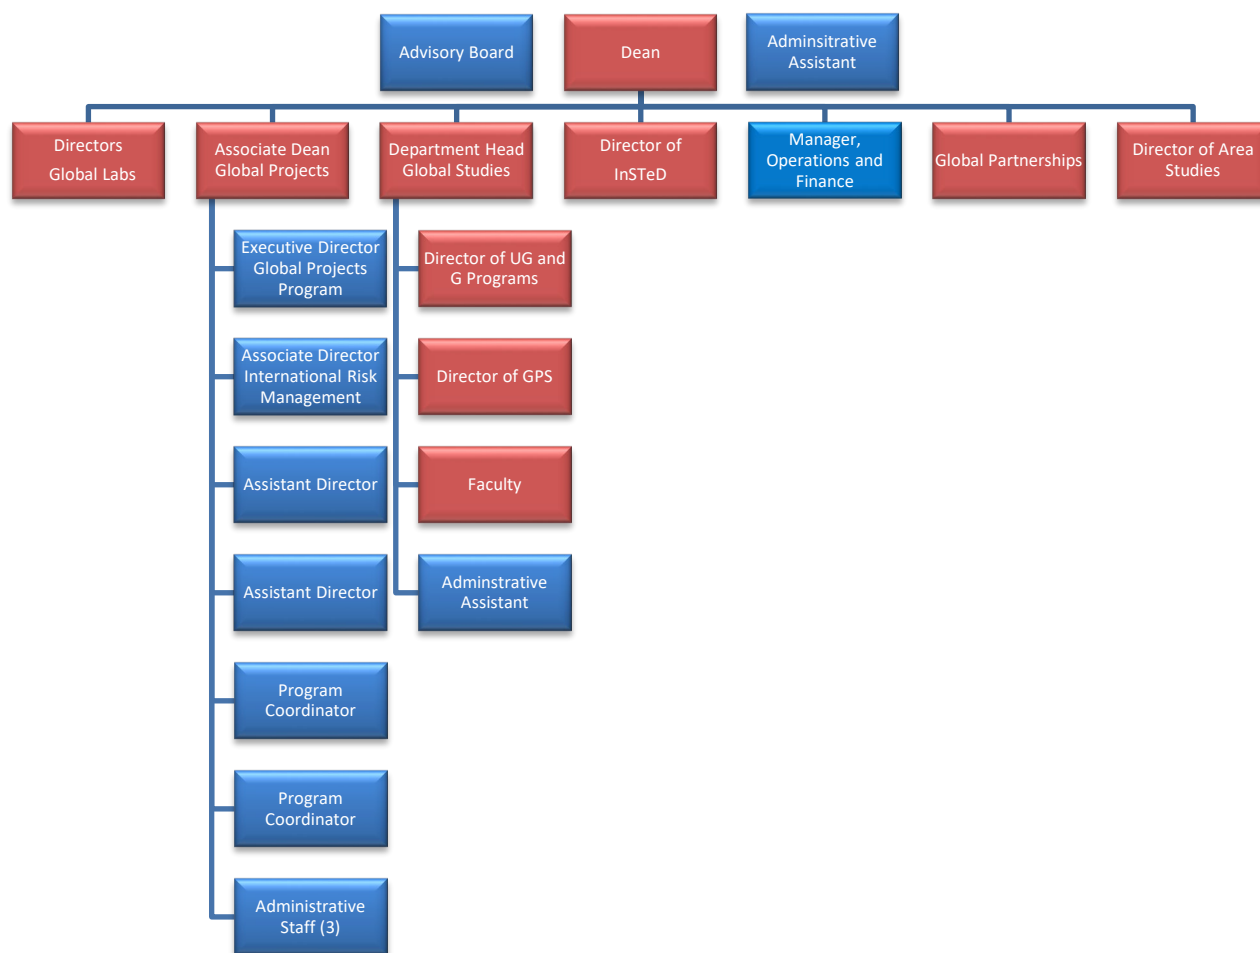 Advisory Board
Dean
Adminsitrative
Assistant
Directors
Global Labs
Associate Dean
Global Projects
Department Head
Global Studies
Director of
InSTeD
Manager,
Operations and
Finance
Global Partnerships
Director of Area
Studies
Executive Director
Global Projects
Program
Associate Director
International Risk
Management
Assistant Director
Assistant Director
Program
Coordinator
Program
Coordinator
Administrative
Staff (3)
Director of UG and
G Programs
Director of GPS
Faculty
Adminstrative
Assistant